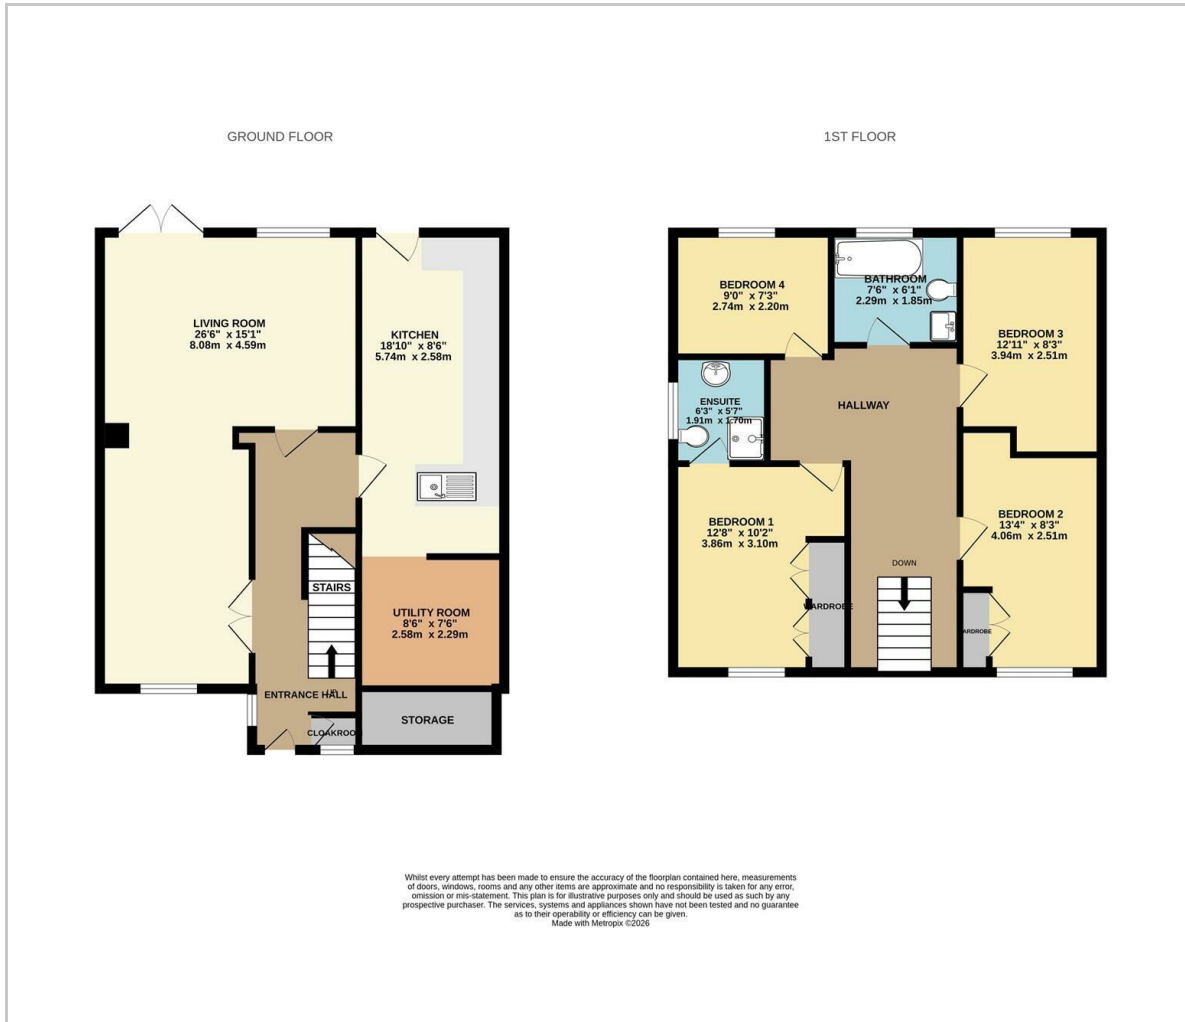 GROUND FLOOR
1ST FLOOR
LIVING ROOM
26'6" x 15'1"
8.08m x 4.59m
KITCHEN
18'10" x 8'6"
5.74m x 2.58m
STAIRS
UTILITY ROOM
8'6" x 7'6"
2.58m x 2.29m
UP
ENTRANCE HALL
CLOAKROOM
STORAGE
BEDROOM 4
9'0" x 7'3"
2.74m x 2.20m
BATHROOM
7'6" x 6'1"
2.29m x 1.85m
BEDROOM 3
12'11" x 8'3"
3.94m x 2.51m
ENSUITE
6'3" x 5'7"
1.91m x 1.70m
HALLWAY
BEDROOM 1
12'8" x 10'2"
3.86m x 3.10m
BEDROOM 2
13'4" x 8'3"
4.06m x 2.51m
DOWN
WARDROBE
WARDROBE
Whilst every attempt has been made to ensure the accuracy of the floorplan contained here, measurements
of doors, windows, rooms and any other items are approximate and no responsibility is taken for any error,
omission or mis-statement. This plan is for illustrative purposes only and should be used as such by any
prospective purchaser. The services, systems and appliances shown have not been tested and no guarantee
as to their operability or efficiency can be given.
Made with Metropix ©2026